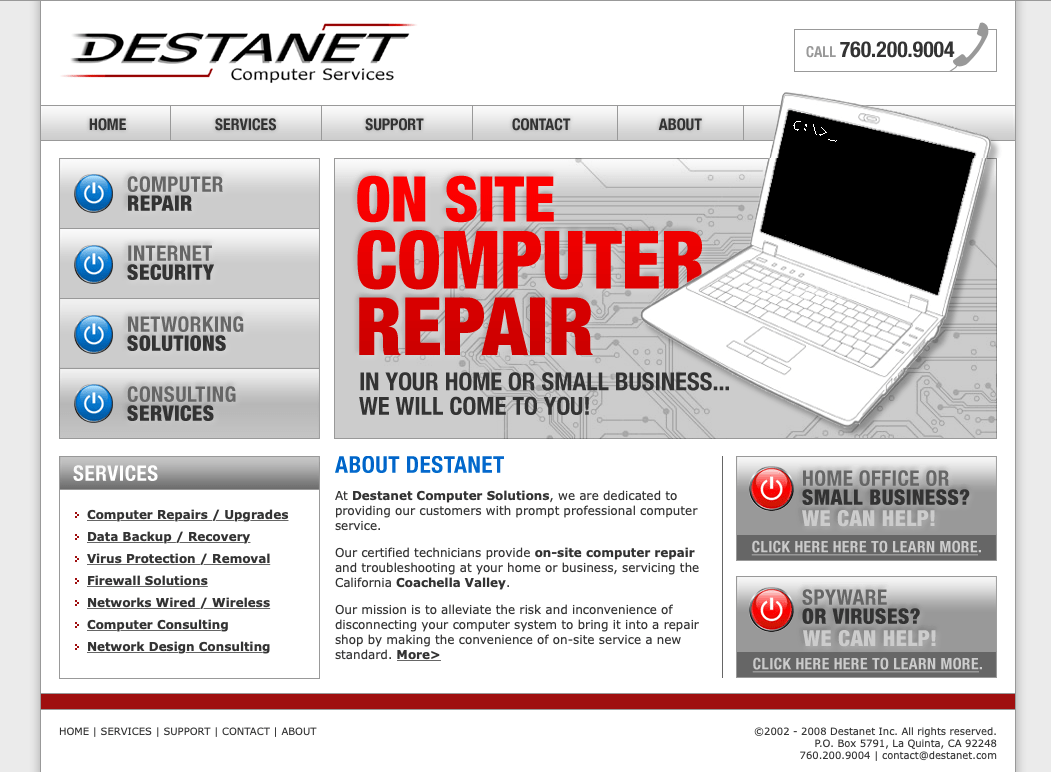 DESTANET
Computer Services
CALL 760.200.9004
HOME SERVICES SUPPORT CONTACT ABOUT
COMPUTER
REPAIR
INTERNET
SECURITY
NETWORKING
SOLUTIONS
CONSULTING
SERVICES
ON SITE
COMPUTER
REPAIR
IN YOUR HOME OR SMALL BUSINESS...
WE WILL COME TO YOU!
C:\>_
SERVICES
Computer Repairs / Upgrades
Data Backup / Recovery
Virus Protection / Removal
Firewall Solutions
Networks Wired / Wireless
Computer Consulting
Network Design Consulting
ABOUT DESTANET
At Destanet Computer Solutions, we are dedicated to
providing our customers with prompt professional computer
service.
Our certified technicians provide on-site computer repair
and troubleshooting at your home or business, servicing the
California Coachella Valley.
Our mission is to alleviate the risk and inconvenience of
disconnecting your computer system to bring it into a repair
shop by making the convenience of on-site service a new
standard. More>
HOME OFFICE OR
SMALL BUSINESS?
WE CAN HELP!
CLICK HERE HERE TO LEARN MORE.
SPYWARE
OR VIRUSES?
WE CAN HELP!
CLICK HERE HERE TO LEARN MORE.
HOME | SERVICES | SUPPORT | CONTACT | ABOUT
©2002 - 2008 Destanet Inc. All rights reserved.
P.O. Box 5791, La Quinta, CA 92248
760.200.9004 | contact@destanet.com